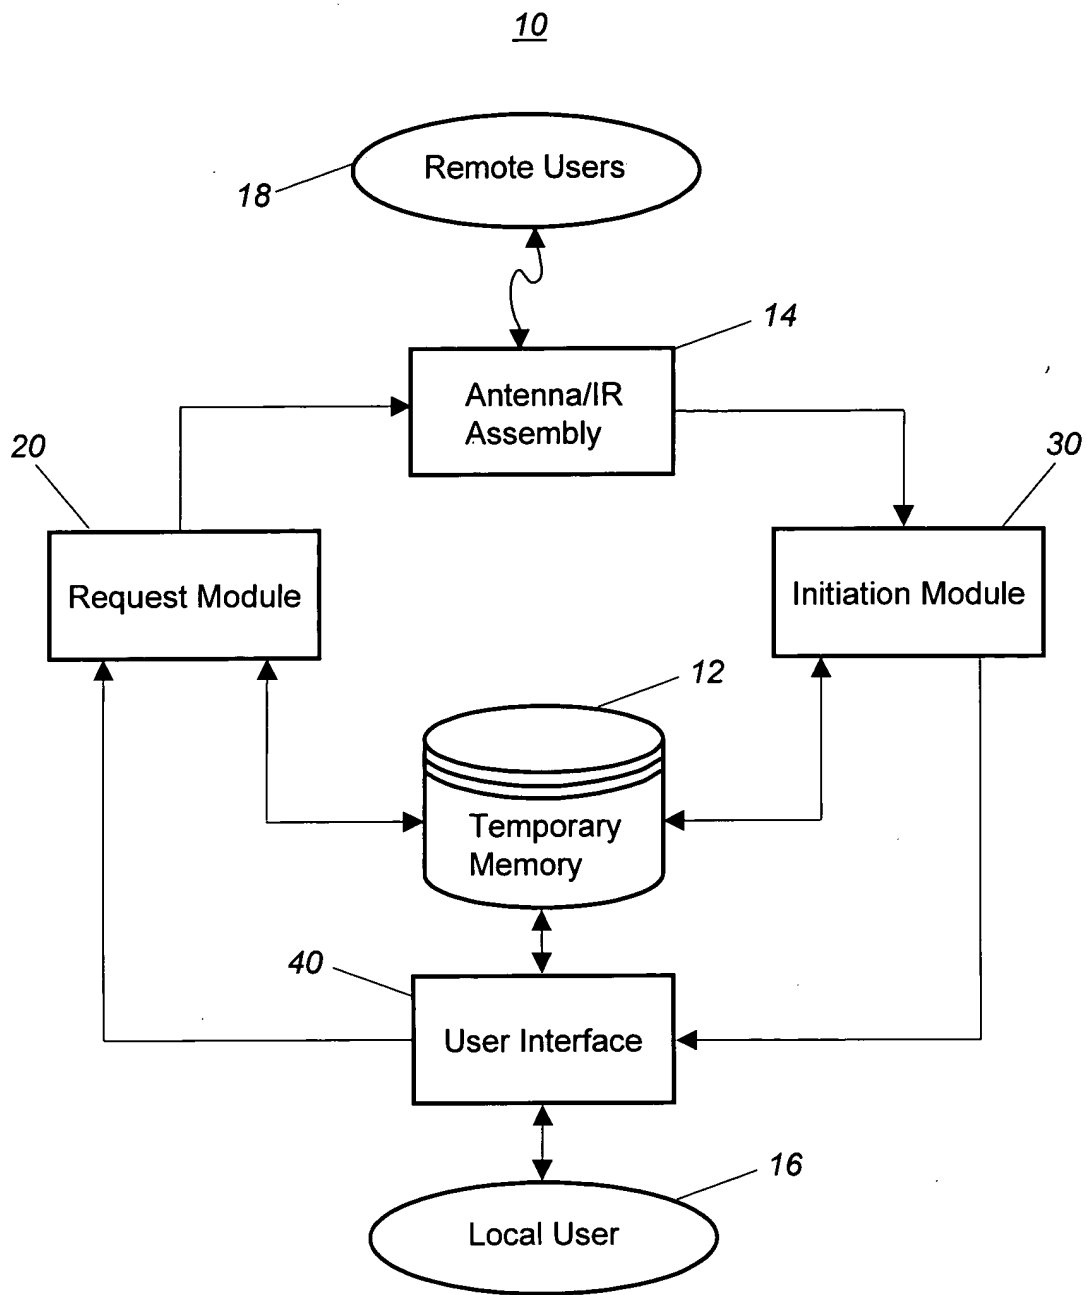 10
Remote Users
18
14
Antenna/IR
Assembly
20
30
Request Module
Initiation Module
12
Temporary
Memory
40
User Interface
16
Local User